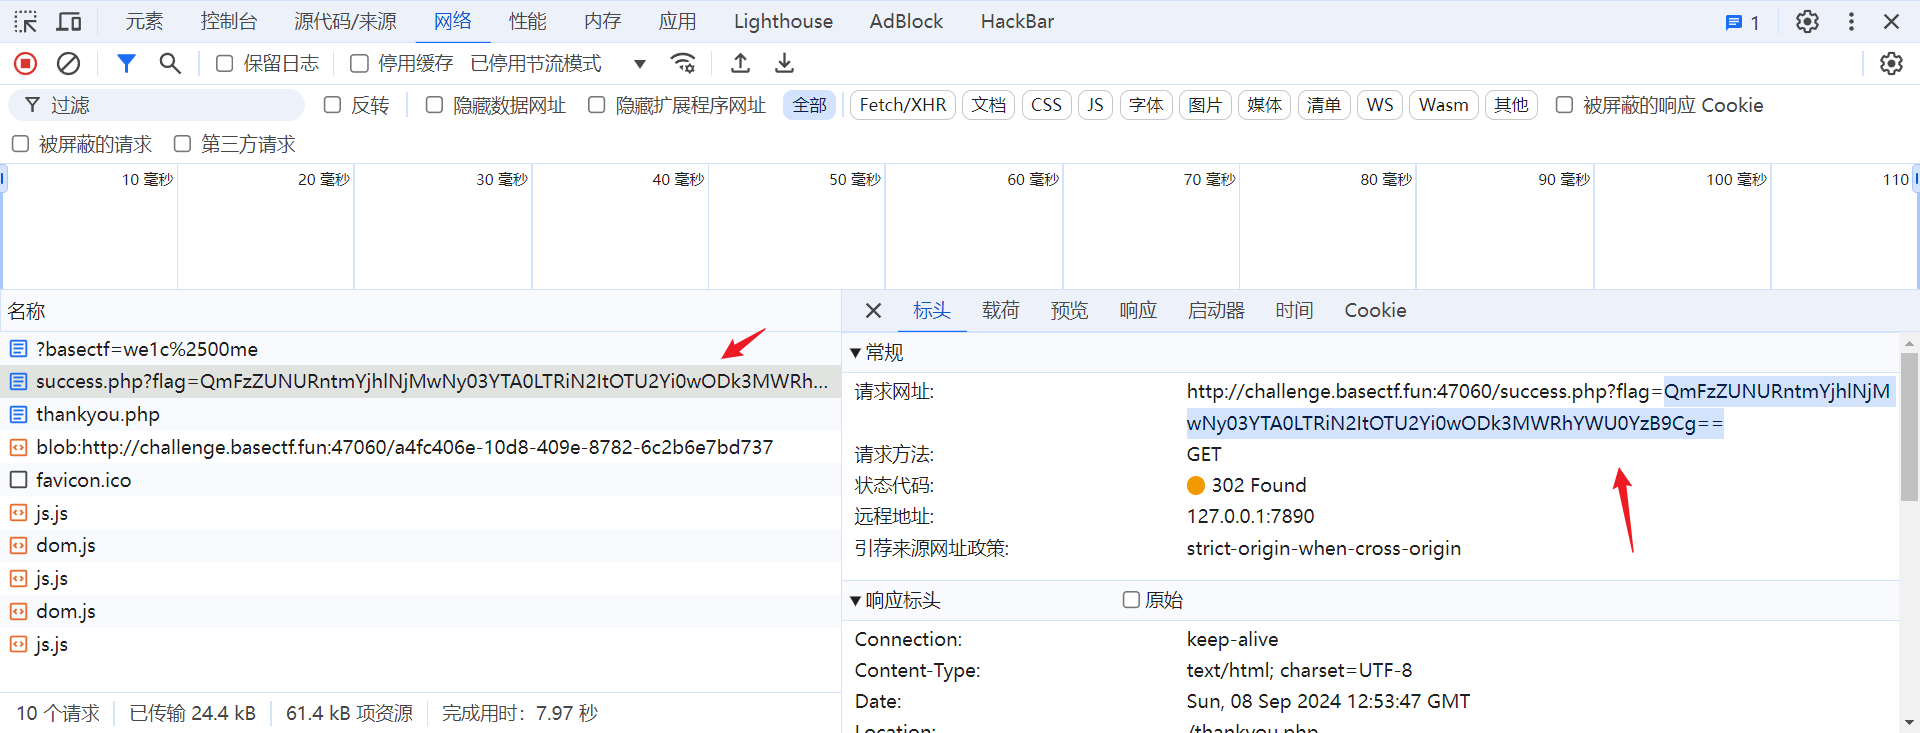 元素 控制台 源代码/来源 网络 性能 内存 应用 Lighthouse AdBlock HackBar 1
保留日志 停用缓存 已停用节流模式
过滤 反转 隐藏数据网址 隐藏扩展程序网址 全部 Fetch/XHR 文档 CSS JS 字体 图片 媒体 清单 WS Wasm 其他 被屏蔽的响应 Cookie
被屏蔽的请求 第三方请求
10 毫秒 20 毫秒 30 毫秒 40 毫秒 50 毫秒 60 毫秒 70 毫秒 80 毫秒 90 毫秒 100 毫秒 110
名称
?basectf=we1c%2500me
success.php?flag=QmFzZUNURntmYjhlNjMwNy03YTA0LTRiN2ItOTU2Yi0wODk3MWRh...
thankyou.php
blob:http://challenge.basectf.fun:47060/a4fc406e-10d8-409e-8782-6c2b6e7bd737
favicon.ico
js.js
dom.js
js.js
dom.js
js.js
10 个请求 已传输 24.4 kB 61.4 kB 项资源 完成用时：7.97 秒
标头 载荷 预览 响应 启动器 时间 Cookie
常规
请求网址: http://challenge.basectf.fun:47060/success.php?flag=QmFzZUNURntmYjhlNjM
wNy03YTA0LTRiN2ItOTU2Yi0wODk3MWRhYWU0YzB9Cg==
请求方法: GET
状态代码: 302 Found
远程地址: 127.0.0.1:7890
引荐来源网址政策: strict-origin-when-cross-origin
响应标头 原始
Connection: keep-alive
Content-Type: text/html; charset=UTF-8
Date: Sun, 08 Sep 2024 12:53:47 GMT
Location: /thankyou.php